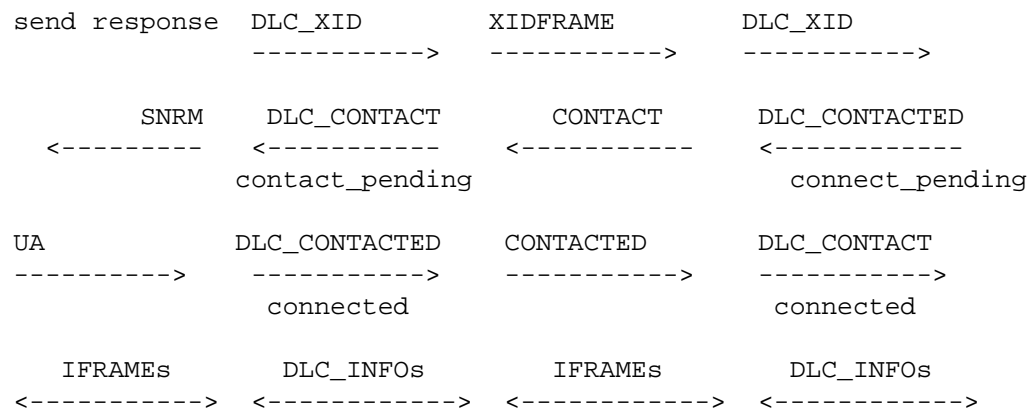 send response DLC_XID XIDFRAME DLC_XID
-----------> -----------> ----------->
SNRM DLC_CONTACT CONTACT DLC_CONTACTED
<--------- <----------- <----------- <------------
contact_pending connect_pending
UA DLC_CONTACTED CONTACTED DLC_CONTACT
----------> -----------> -----------> ----------->
connected connected
IFRAMEs DLC_INFOs IFRAMEs DLC_INFOs
<-----------> <------------> <------------> <------------>